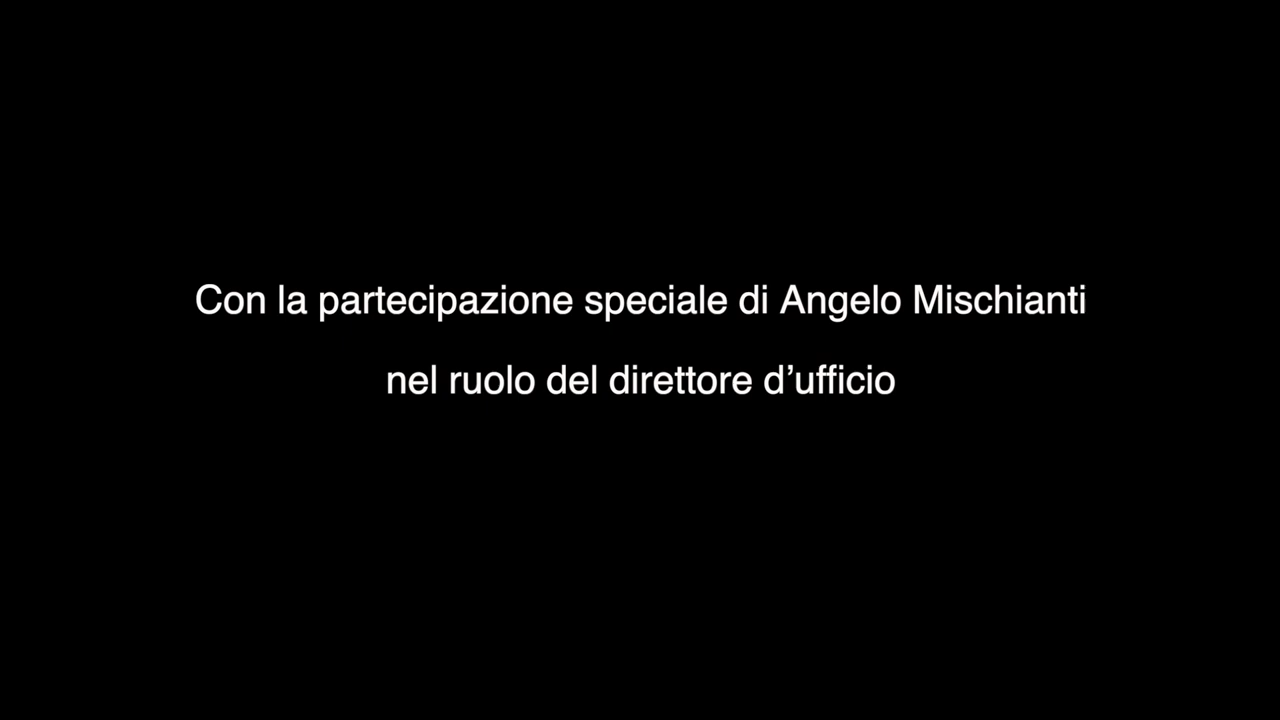 Con la partecipazione speciale di Angelo Mischianti
nel ruolo del direttore d’ufficio